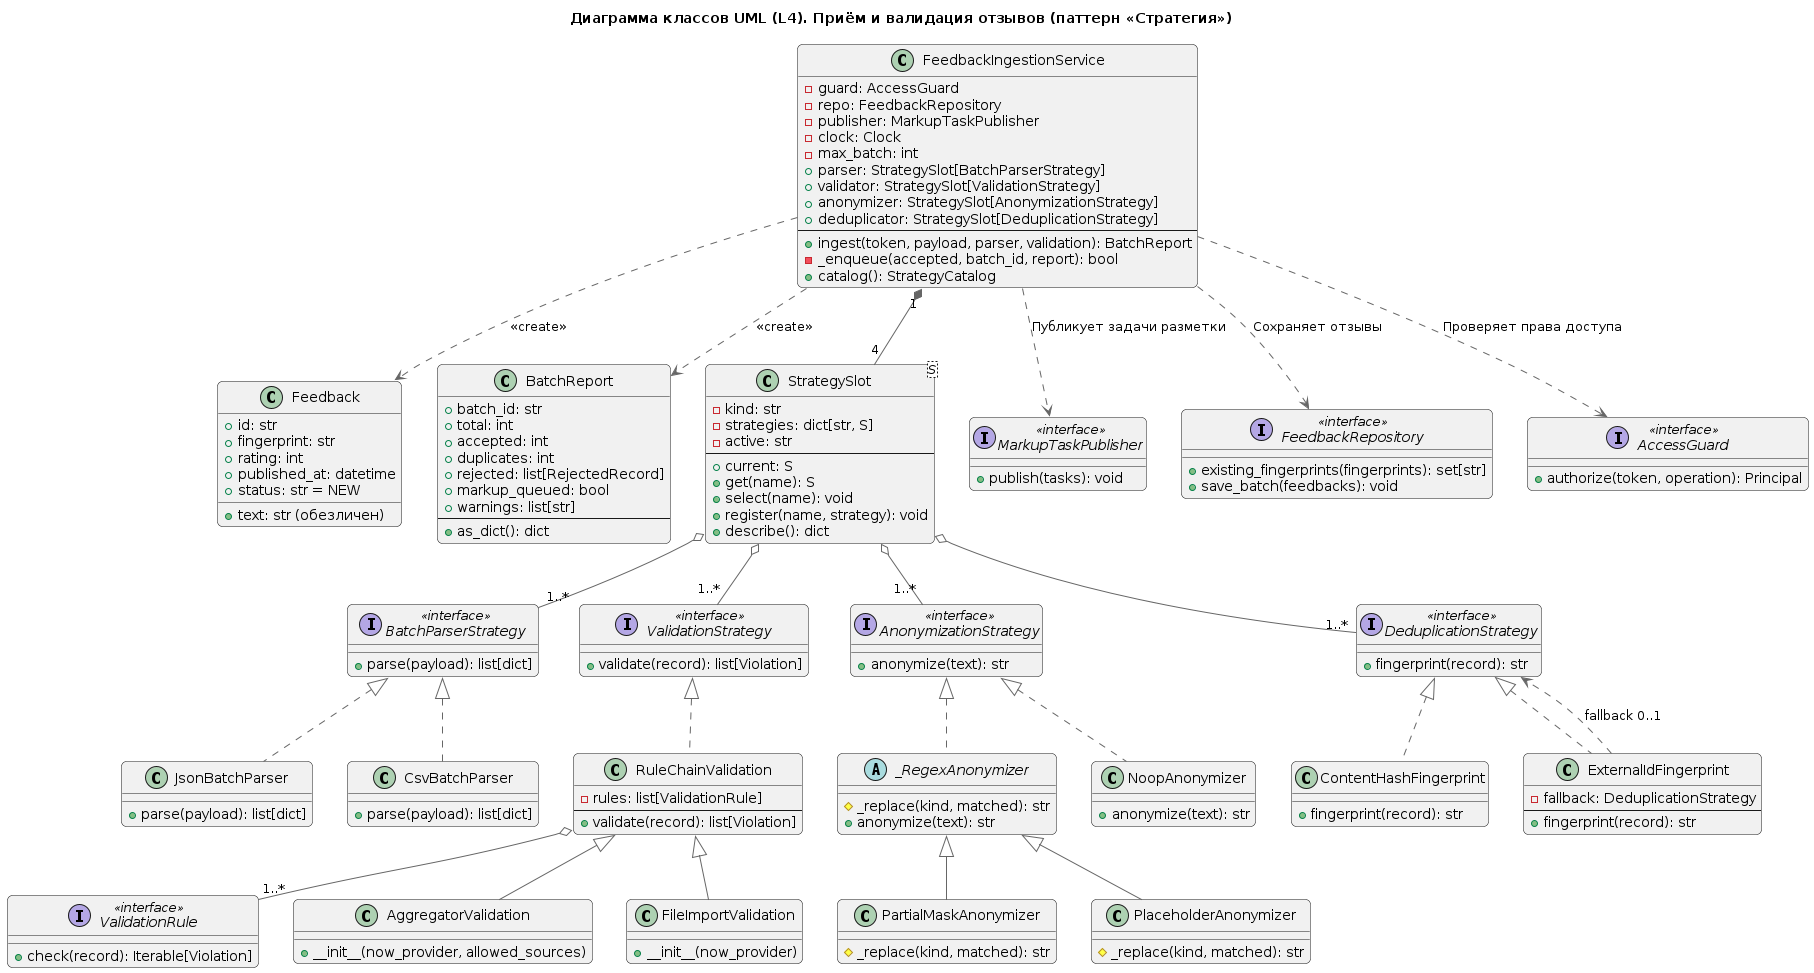 Диаграмма классов UML (L4). Приём и валидация отзывов (паттерн «Стратегия»)
C FeedbackIngestionService
guard: AccessGuard
repo: FeedbackRepository
publisher: MarkupTaskPublisher
clock: Clock
max_batch: int
parser: StrategySlot[BatchParserStrategy]
validator: StrategySlot[ValidationStrategy]
anonymizer: StrategySlot[AnonymizationStrategy]
deduplicator: StrategySlot[DeduplicationStrategy]
ingest(token, payload, parser, validation): BatchReport
_enqueue(accepted, batch_id, report): bool
catalog(): StrategyCatalog
1
4
«create»
«create»
Публикует задачи разметки
Сохраняет отзывы
Проверяет права доступа
C Feedback
id: str
fingerprint: str
rating: int
published_at: datetime
status: str = NEW
text: str (обезличен)
C BatchReport
batch_id: str
total: int
accepted: int
duplicates: int
rejected: list[RejectedRecord]
markup_queued: bool
warnings: list[str]
as_dict(): dict
C StrategySlot
S
kind: str
strategies: dict[str, S]
active: str
current: S
get(name): S
select(name): void
register(name, strategy): void
describe(): dict
«interface»
I MarkupTaskPublisher
publish(tasks): void
«interface»
I FeedbackRepository
existing_fingerprints(fingerprints): set[str]
save_batch(feedbacks): void
«interface»
I AccessGuard
authorize(token, operation): Principal
1..*
1..*
1..*
1..*
«interface»
I BatchParserStrategy
parse(payload): list[dict]
«interface»
I ValidationStrategy
validate(record): list[Violation]
«interface»
I AnonymizationStrategy
anonymize(text): str
«interface»
I DeduplicationStrategy
fingerprint(record): str
fallback 0..1
C JsonBatchParser
parse(payload): list[dict]
C CsvBatchParser
parse(payload): list[dict]
C RuleChainValidation
rules: list[ValidationRule]
validate(record): list[Violation]
A _RegexAnonymizer
_replace(kind, matched): str
anonymize(text): str
C NoopAnonymizer
anonymize(text): str
C ContentHashFingerprint
fingerprint(record): str
C ExternalIdFingerprint
fallback: DeduplicationStrategy
fingerprint(record): str
1..*
«interface»
I ValidationRule
check(record): Iterable[Violation]
C AggregatorValidation
__init__(now_provider, allowed_sources)
C FileImportValidation
__init__(now_provider)
C PartialMaskAnonymizer
_replace(kind, matched): str
C PlaceholderAnonymizer
_replace(kind, matched): str